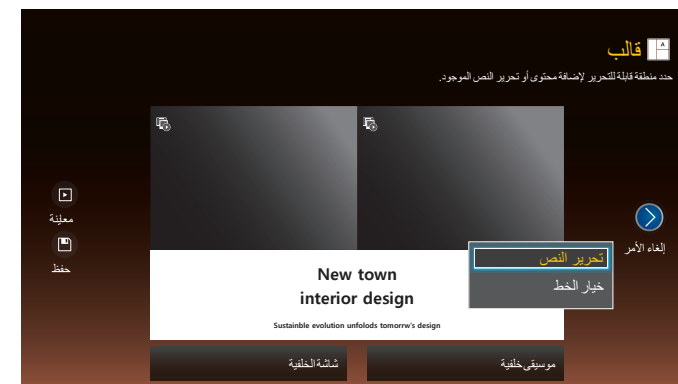 قالب
حدد منطقة قابلة للتحرير لإضافة محتوى أو تحرير النص الموجود.
إلغاء الأمر
تحرير النص
خيار الخط
New town
interior design
Sustainble evolution unfolods tomorrw's design
معاينة
حفظ
موسيقى خلفية
شاشة الخلفية